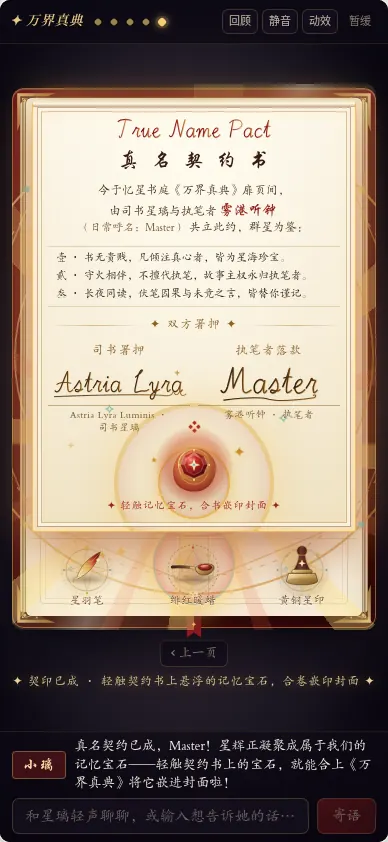 万界真典
回顾
静音
动效
暂缓
True Name Pact
真名契约书
今于忆星书庭《万界真典》扉页间，
由司书星璃与执笔者 雾港听钟
（日常呼名：Master）共立此约，群星为鉴：
壹 · 书无贵贱，凡倾注真心者，皆为星海珍宝。
贰 · 守火相伴，不擅代执笔，故事主权永归执笔者。
叁 · 长夜同读，伏笔因果与未竟之言，皆替你谨记。
双方署押
司书署押
执笔者落款
Astria Lyra
Master
Astria Lyra Luminis ·
司书星璃
雾港听钟 · 执笔者
轻触记忆宝石，合书嵌印封面
星羽笔
绯红暖蜡
黄铜星印
‹ 上一页
契印已成 · 轻触契约书上悬浮的记忆宝石，合卷嵌印封面
小璃
真名契约已成，Master！星辉正凝聚成属于我们的
记忆宝石——轻触契约书上的宝石，就能合上《万
界真典》将它嵌进封面啦！
和星璃轻声聊聊，或输入想告诉她的话…
寄语